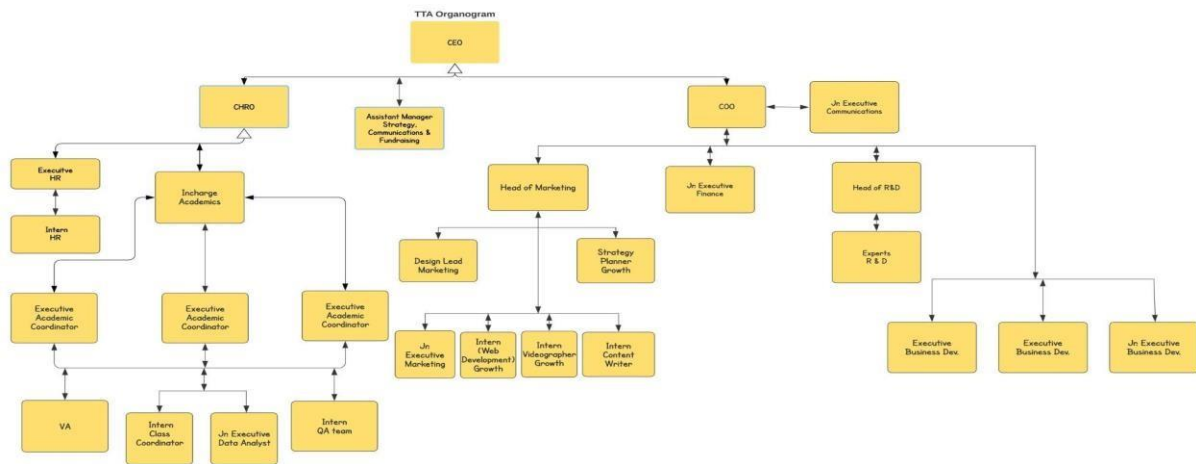 TTA Organogram
CEO
CHRO
Assistant Manager
Strategy,
Communications &
Fundraising
COO
Jn Executive
Communications
Execuitve
HR
Incharge
Academics
Head of Marketing
Jn Executive
Finance
Head of R&D
Intern
HR
Design Lead
Marketing
Strategy
Planner
Growth
Experts
R & D
Executive
Academic
Coordinator
Executive
Academic
Coordinator
Executive
Academic
Coordinator
Jn
Executive
Marketing
Intern
(Web
Development)
Growth
Intern
Videographer
Growth
Intern
Content
Writer
Executive
Business Dev.
Executive
Business Dev.
Jn Executive
Business Dev.
VA
Intern
Class
Coordinator
Jn Executive
Data Analyst
Intern
QA team